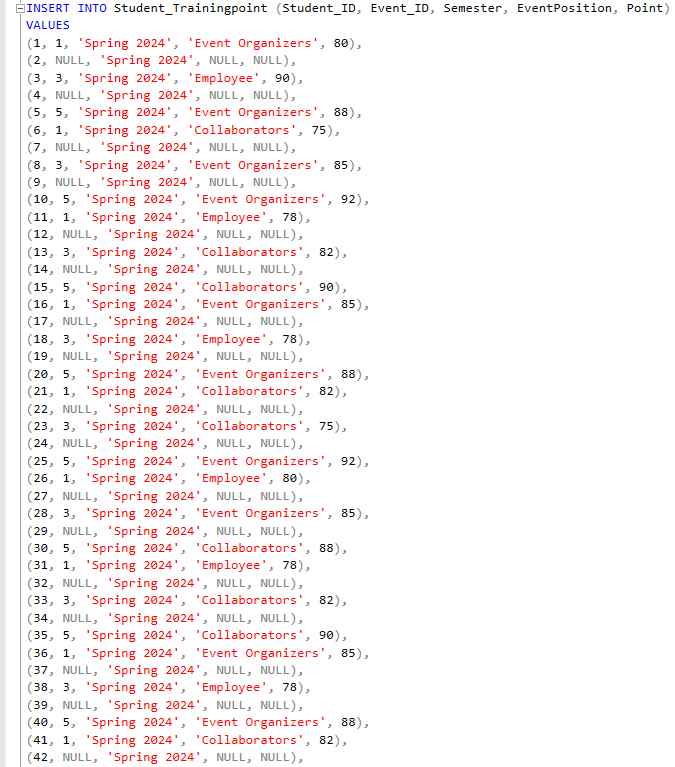 INSERT INTO Student_Trainingpoint (Student_ID, Event_ID, Semester, EventPosition, Point)
VALUES
(1, 1, 'Spring 2024', 'Event Organizers', 80),
(2, NULL, 'Spring 2024', NULL, NULL),
(3, 3, 'Spring 2024', 'Employee', 90),
(4, NULL, 'Spring 2024', NULL, NULL),
(5, 5, 'Spring 2024', 'Event Organizers', 88),
(6, 1, 'Spring 2024', 'Collaborators', 75),
(7, NULL, 'Spring 2024', NULL, NULL),
(8, 3, 'Spring 2024', 'Event Organizers', 85),
(9, NULL, 'Spring 2024', NULL, NULL),
(10, 5, 'Spring 2024', 'Event Organizers', 92),
(11, 1, 'Spring 2024', 'Employee', 78),
(12, NULL, 'Spring 2024', NULL, NULL),
(13, 3, 'Spring 2024', 'Collaborators', 82),
(14, NULL, 'Spring 2024', NULL, NULL),
(15, 5, 'Spring 2024', 'Collaborators', 90),
(16, 1, 'Spring 2024', 'Event Organizers', 85),
(17, NULL, 'Spring 2024', NULL, NULL),
(18, 3, 'Spring 2024', 'Employee', 78),
(19, NULL, 'Spring 2024', NULL, NULL),
(20, 5, 'Spring 2024', 'Event Organizers', 88),
(21, 1, 'Spring 2024', 'Collaborators', 82),
(22, NULL, 'Spring 2024', NULL, NULL),
(23, 3, 'Spring 2024', 'Collaborators', 75),
(24, NULL, 'Spring 2024', NULL, NULL),
(25, 5, 'Spring 2024', 'Event Organizers', 92),
(26, 1, 'Spring 2024', 'Employee', 80),
(27, NULL, 'Spring 2024', NULL, NULL),
(28, 3, 'Spring 2024', 'Event Organizers', 85),
(29, NULL, 'Spring 2024', NULL, NULL),
(30, 5, 'Spring 2024', 'Collaborators', 88),
(31, 1, 'Spring 2024', 'Employee', 78),
(32, NULL, 'Spring 2024', NULL, NULL),
(33, 3, 'Spring 2024', 'Collaborators', 82),
(34, NULL, 'Spring 2024', NULL, NULL),
(35, 5, 'Spring 2024', 'Collaborators', 90),
(36, 1, 'Spring 2024', 'Event Organizers', 85),
(37, NULL, 'Spring 2024', NULL, NULL),
(38, 3, 'Spring 2024', 'Employee', 78),
(39, NULL, 'Spring 2024', NULL, NULL),
(40, 5, 'Spring 2024', 'Event Organizers', 88),
(41, 1, 'Spring 2024', 'Collaborators', 82),
(42, NULL, 'Spring 2024', NULL, NULL),